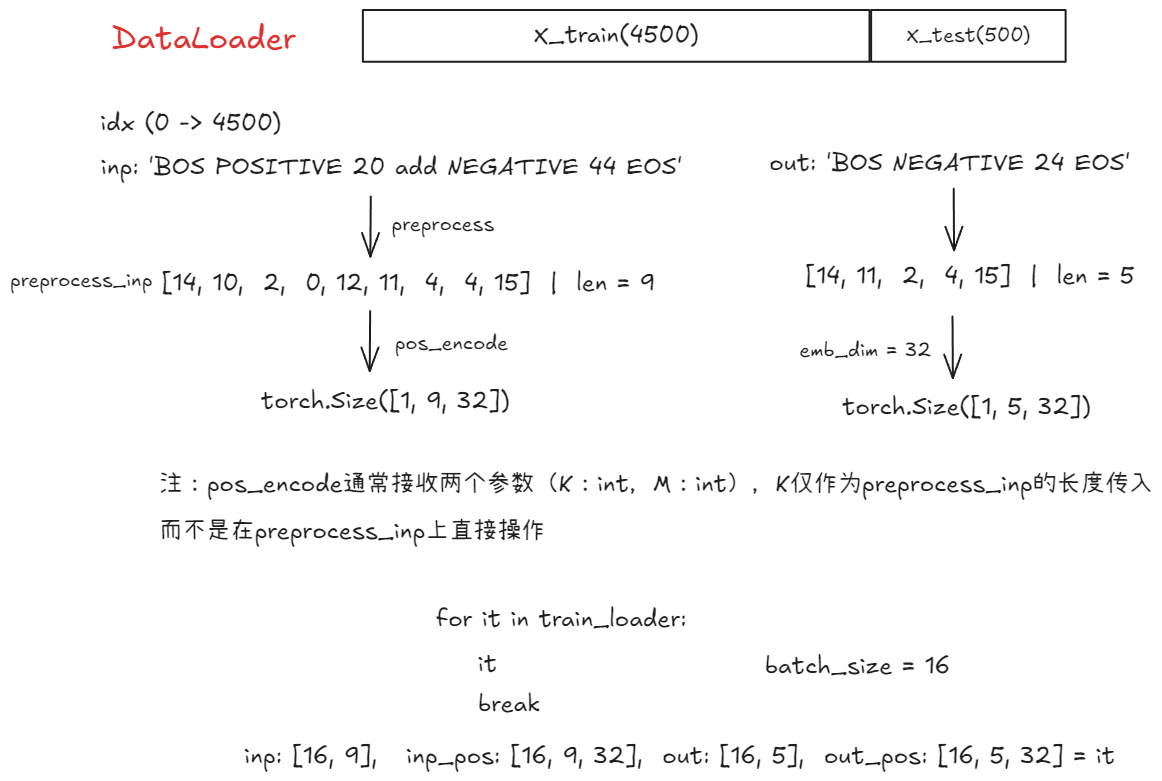 DataLoader
X_train(4500)
X_test(500)
idx (0 -> 4500)
inp: 'BOS POSITIVE 20 add NEGATIVE 44 EOS'
out: 'BOS NEGATIVE 24 EOS'
preprocess
preprocess_inp
[14, 10, 2, 0, 12, 11, 4, 4, 15] | len = 9
[14, 11, 2, 4, 15] | len = 5
pos_encode
emb_dim = 32
torch.Size([1, 9, 32])
torch.Size([1, 5, 32])
注：pos_encode通常接收两个参数（K：int, M：int），K仅作为preprocess_inp的长度传入
而不是在preprocess_inp上直接操作
for it in train_loader:
it
batch_size = 16
break
inp: [16, 9], inp_pos: [16, 9, 32], out: [16, 5], out_pos: [16, 5, 32] = it